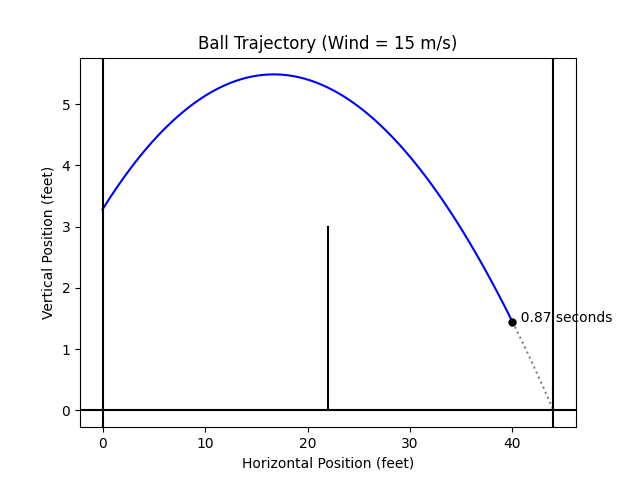 Ball Trajectory (Wind = 15 m/s)
Vertical Position (feet)
5
4
3
2
1
0
0.87 seconds
0
10
20
30
40
Horizontal Position (feet)